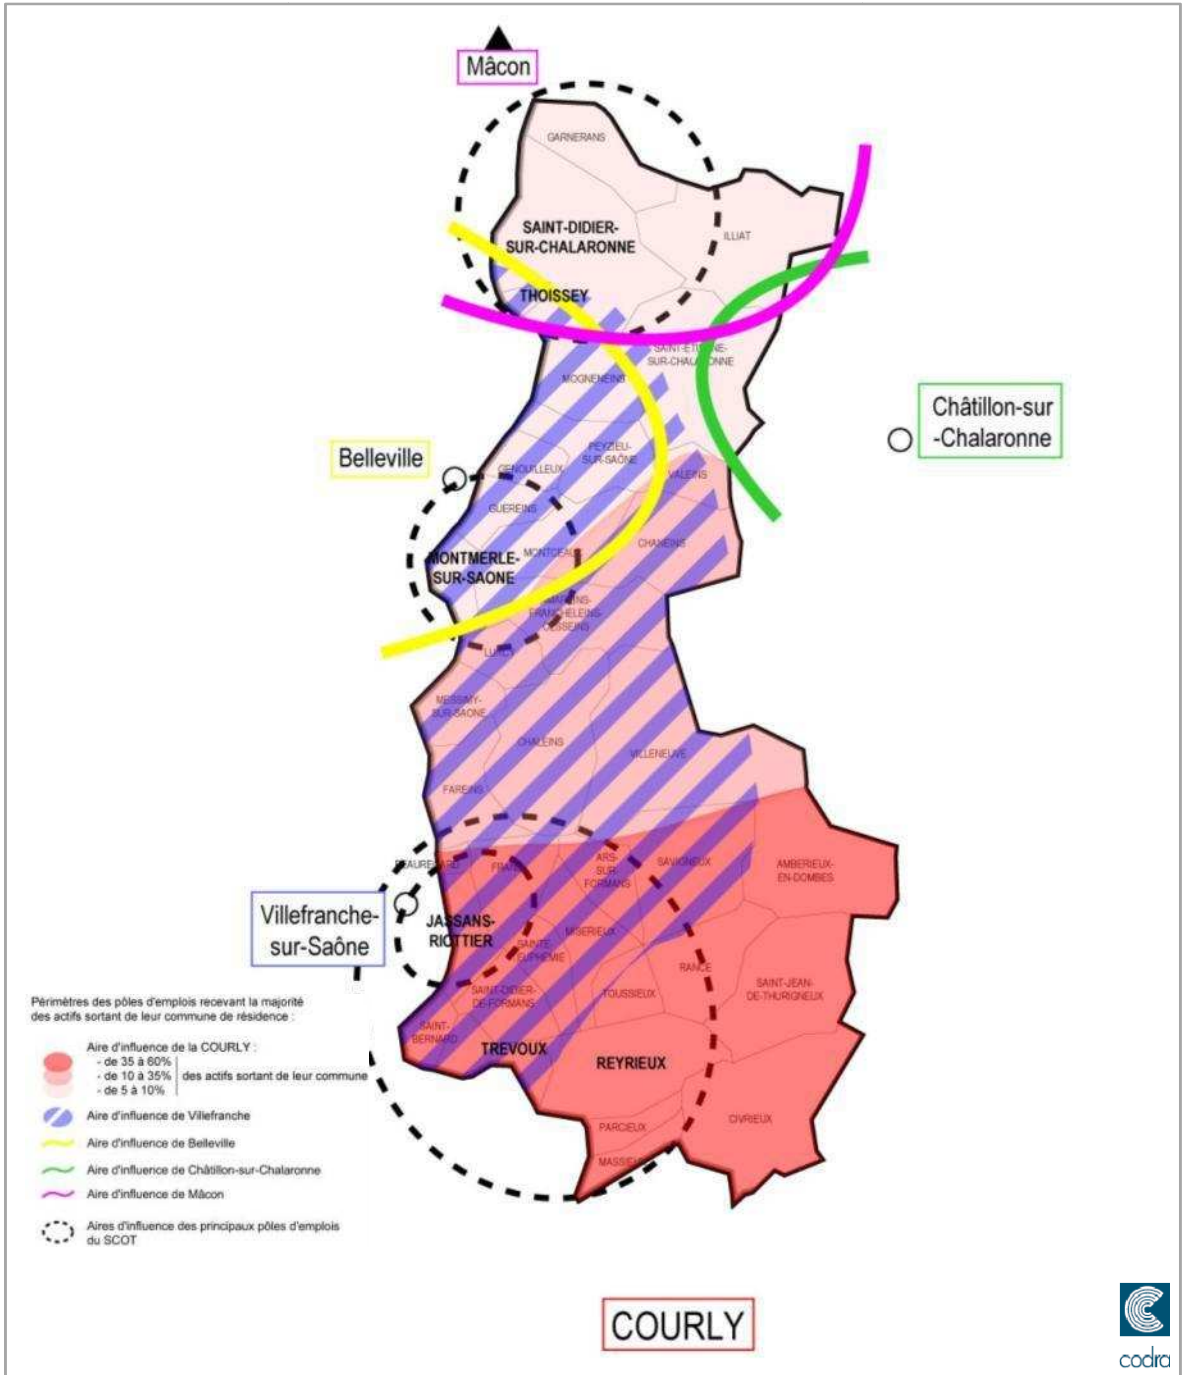 Mâcon
GARNERANS
SAINT-DIDIER-
SUR-CHALARONNE
ILLIAT
THOISSEY
SAINT-ETIENNE-
SUR-CHALARONNE
MOGNENEINS
Châtillon-sur
-Chalaronne
Belleville
PEYZIEU-
SUR-SAÔNE
GENOUILLEUX
VALEINS
GUEREINS
CHANEINS
MONTCEAUX
MONTMERLE-
SUR-SAONE
FRANCHELEINS-
CESSEINS
LURCY
MESSIMY-
SUR-SAONE
CHALEINS
VILLENEUVE
FAREINS
BEAUREGARD
FRANS
ARS-
SUR-
FORMANS
SAVIGNEUX
AMBERIEUX-
EN-DOMBES
Villefranche-
sur-Saône
JASSANS-
RIOTTIER
MISERIEUX
SAINTE
EUPHEMIE
RANCE
SAINT-JEAN-
DE-THURIGNEUX
SAINT-DIDIER-
DE-FORMANS
TOUSSIEUX
SAINT-
BERNARD
TREVOUX
REYRIEUX
PARCIEUX
CIVRIEUX
MASSIEUX
Périmètres des pôles d'emplois recevant la majorité
des actifs sortant de leur commune de résidence :
Aire d'influence de la COURLY :
- de 35 à 60%
- de 10 à 35% des actifs sortant de leur commune
- de 5 à 10%
Aire d'influence de Villefranche
Aire d'influence de Belleville
Aire d'influence de Châtillon-sur-Chalaronne
Aire d'influence de Mâcon
Aires d'influence des principaux pôles d'emplois
du SCOT
COURLY
codra